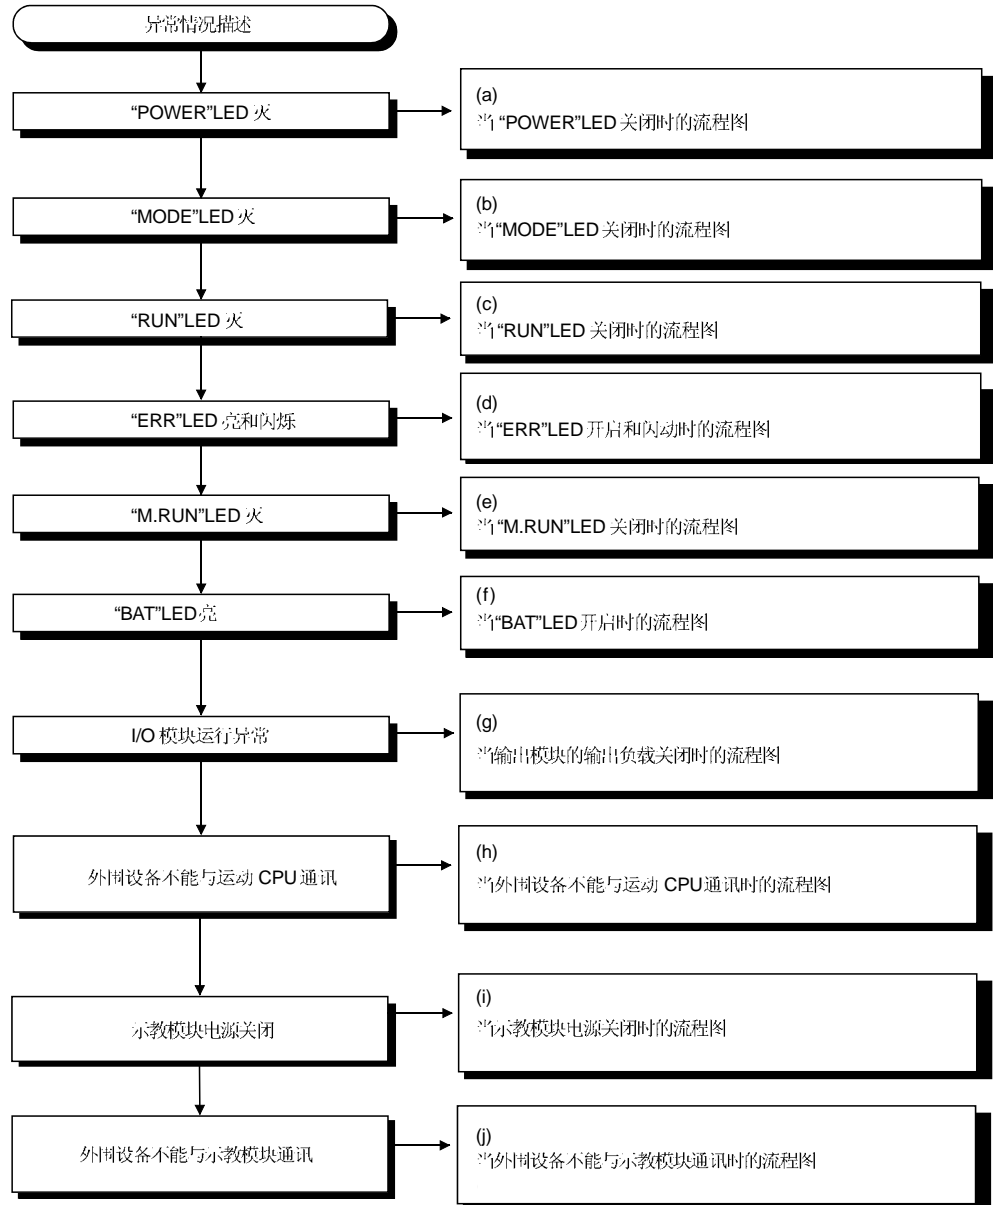 异常情况描述
“POWER”LED 灭
(a)
当 “POWER”LED 关闭时的流程图
“MODE”LED 灭
(b)
当“MODE”LED 关闭时的流程图
“RUN”LED 灭
(c)
当“RUN”LED 关闭时的流程图
“ERR”LED 亮和闪烁
(d)
当“ERR”LED 开启和闪动时的流程图
“M.RUN”LED 灭
(e)
当“M.RUN”LED 关闭时的流程图
“BAT”LED亮
(f)
当“BAT”LED 开启时的流程图
I/O 模块运行异常
(g)
当输出模块的输出负载关闭时的流程图
外围设备不能与运动 CPU 通讯
(h)
当外围设备不能与运动 CPU 通讯时的流程图
示教模块电源关闭
(i)
当示教模块电源关闭时的流程图
外围设备不能与示教模块通讯
(j)
当外围设备不能与示教模块通讯时的流程图